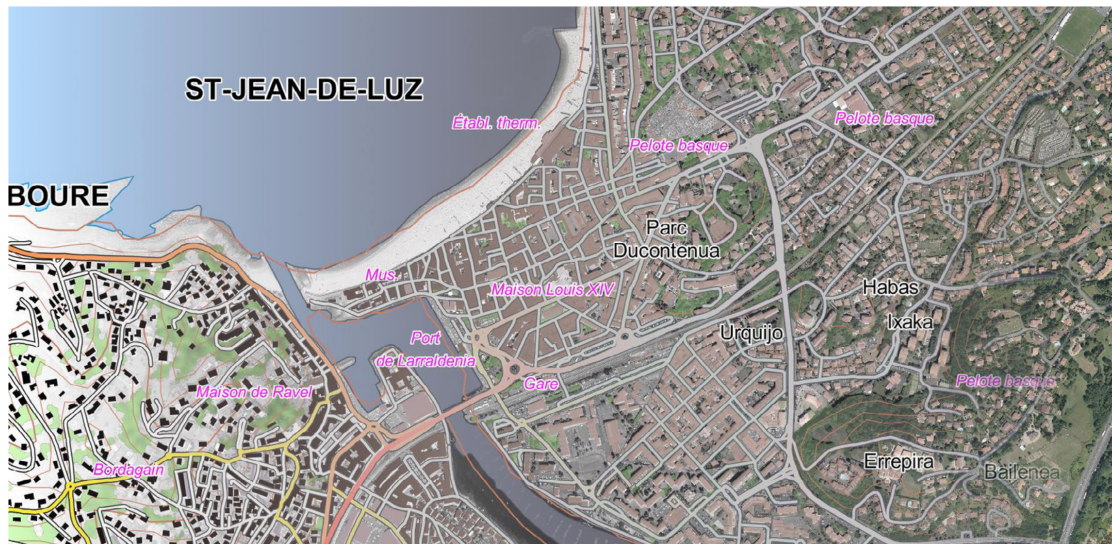 ST-JEAN-DE-LUZ
Établ. therm.
Pelote basque
Pelote basque
BOURE
Parc
Ducontenua
Mus.
Maison Louis XIV
Habas
Ixaka
Urquijo
Port
de Larraldenia
Gare
Maison de Ravel
Pelote basque
Bordagain
Errepira
Bailenea